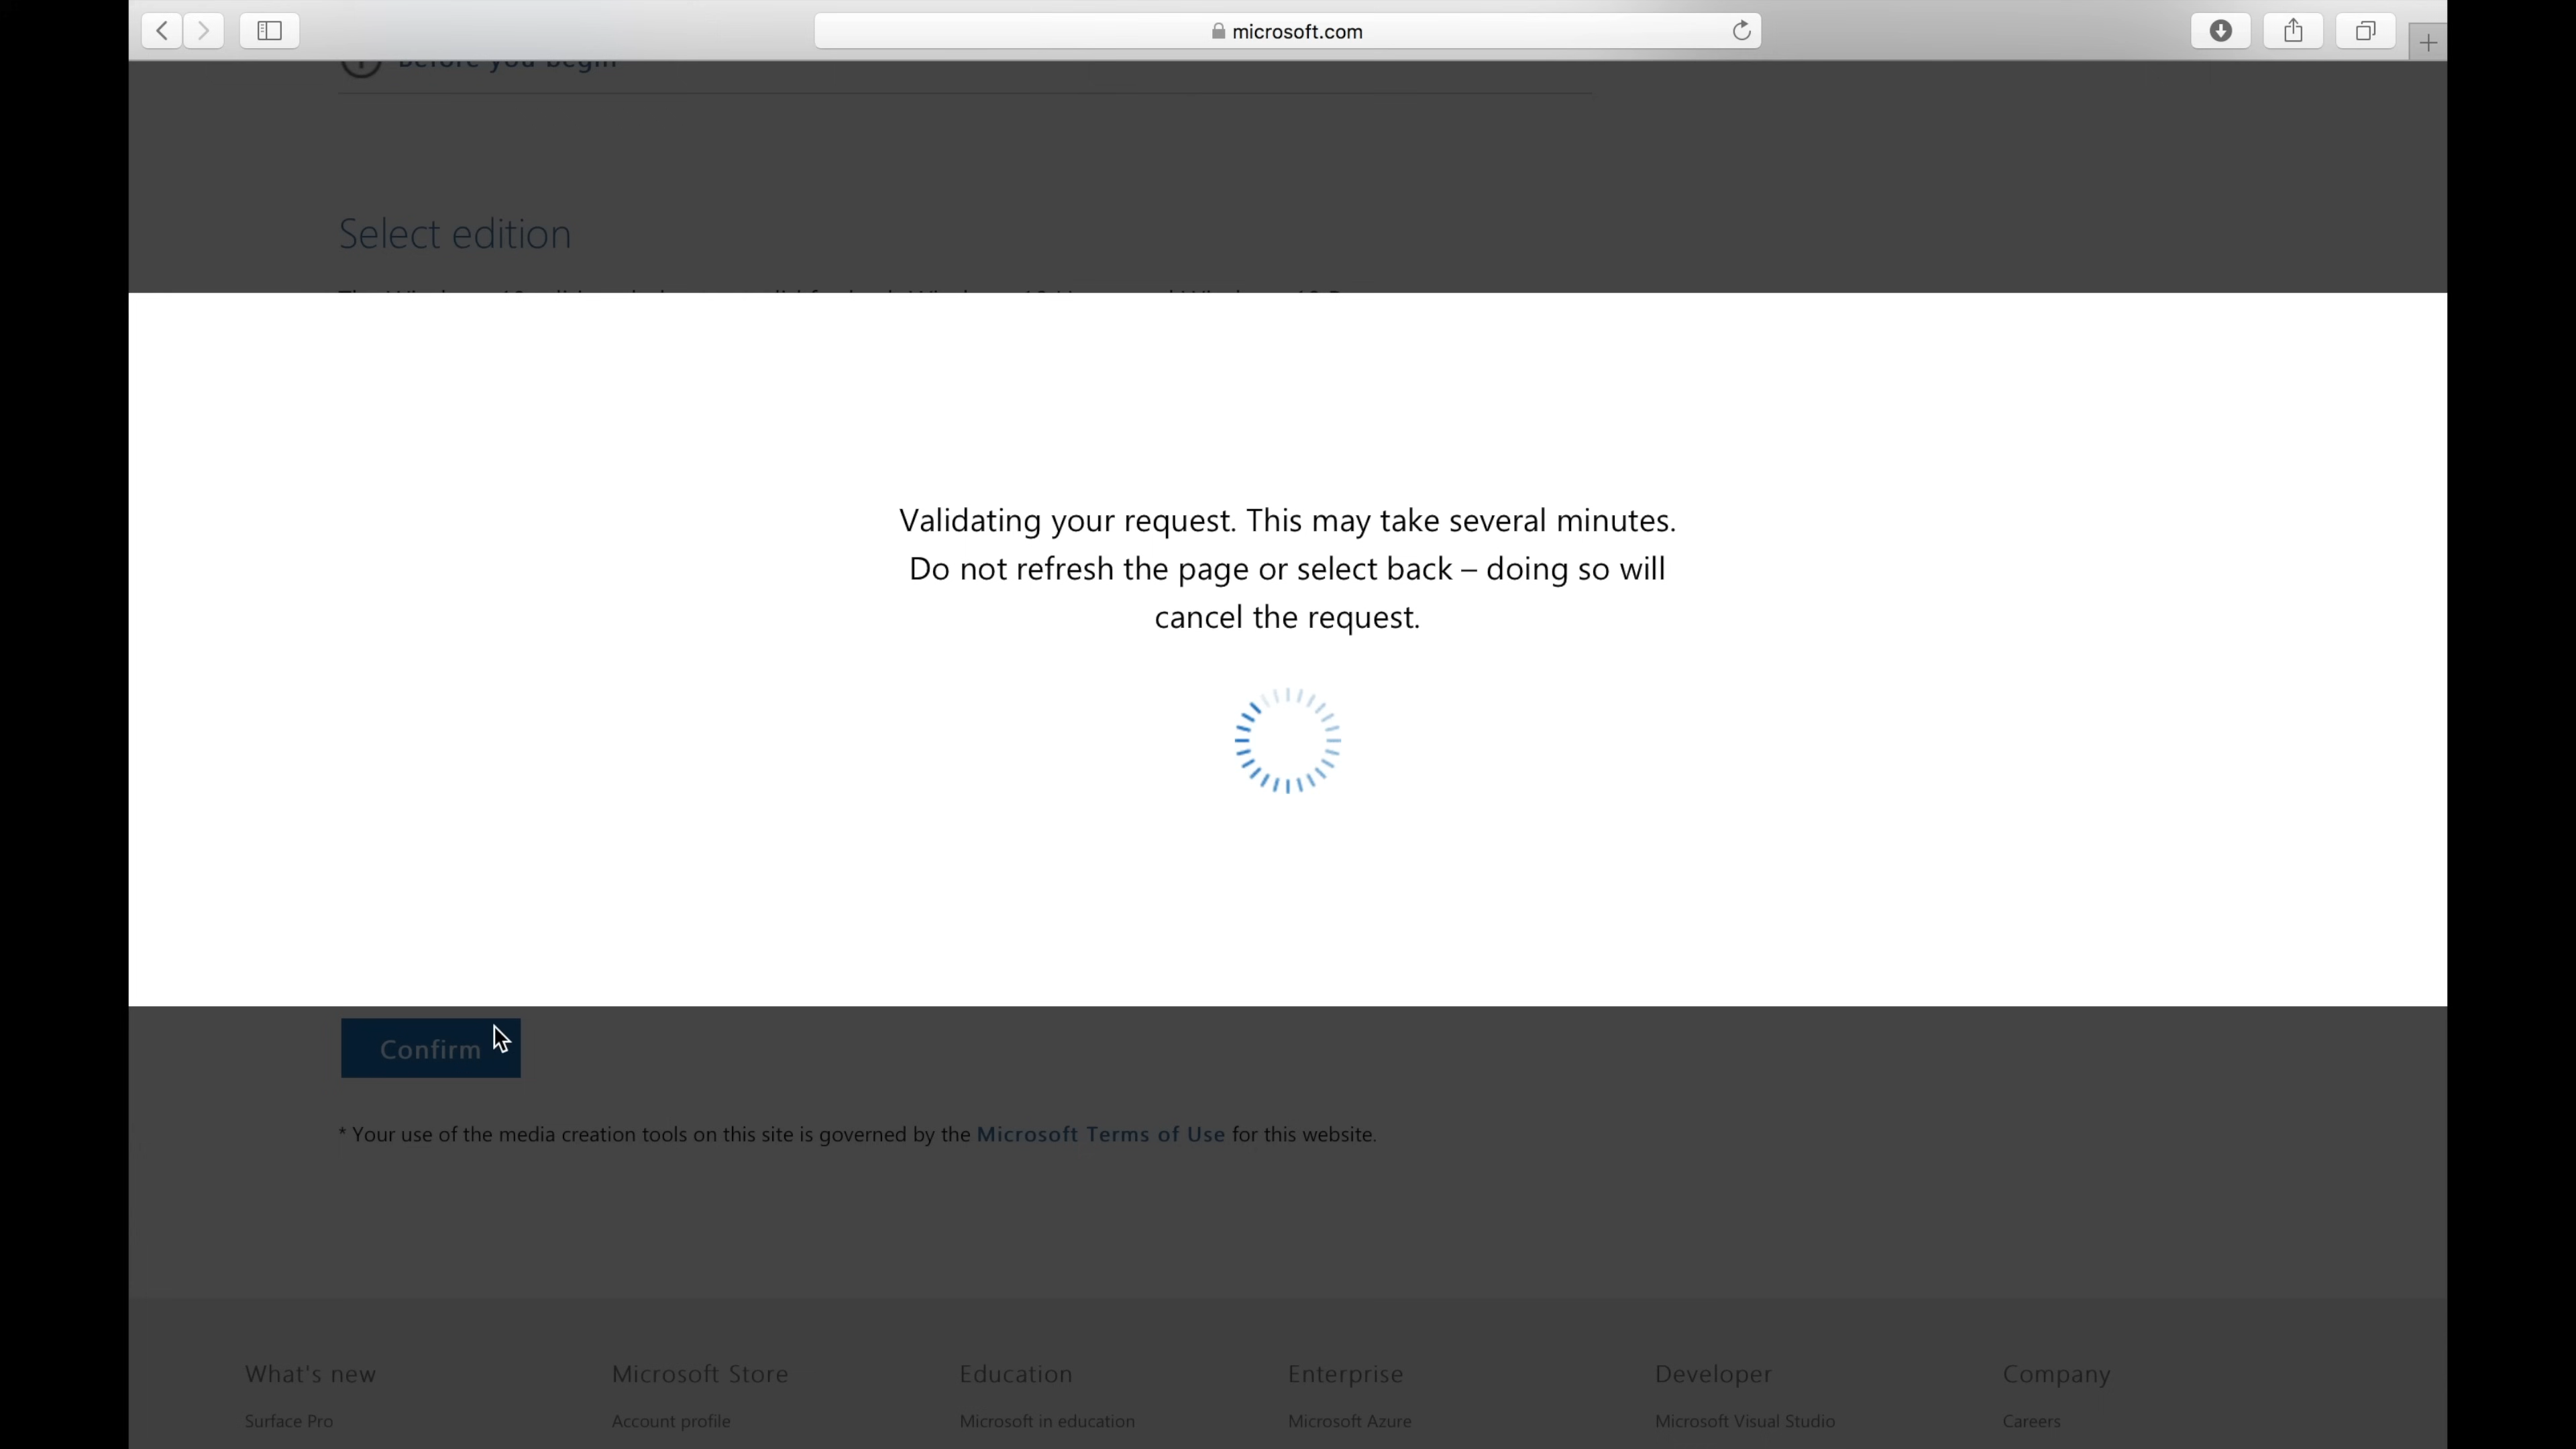 microsoft.com
Before you begin
Select edition
Validating your request. This may take several minutes.
Do not refresh the page or select back – doing so will
cancel the request.
Confirm
* Your use of the media creation tools on this site is governed by the Microsoft Terms of Use for this website.
What's new
Microsoft Store
Education
Enterprise
Developer
Company
Surface Pro
Account profile
Microsoft in education
Microsoft Azure
Microsoft Visual Studio
Careers